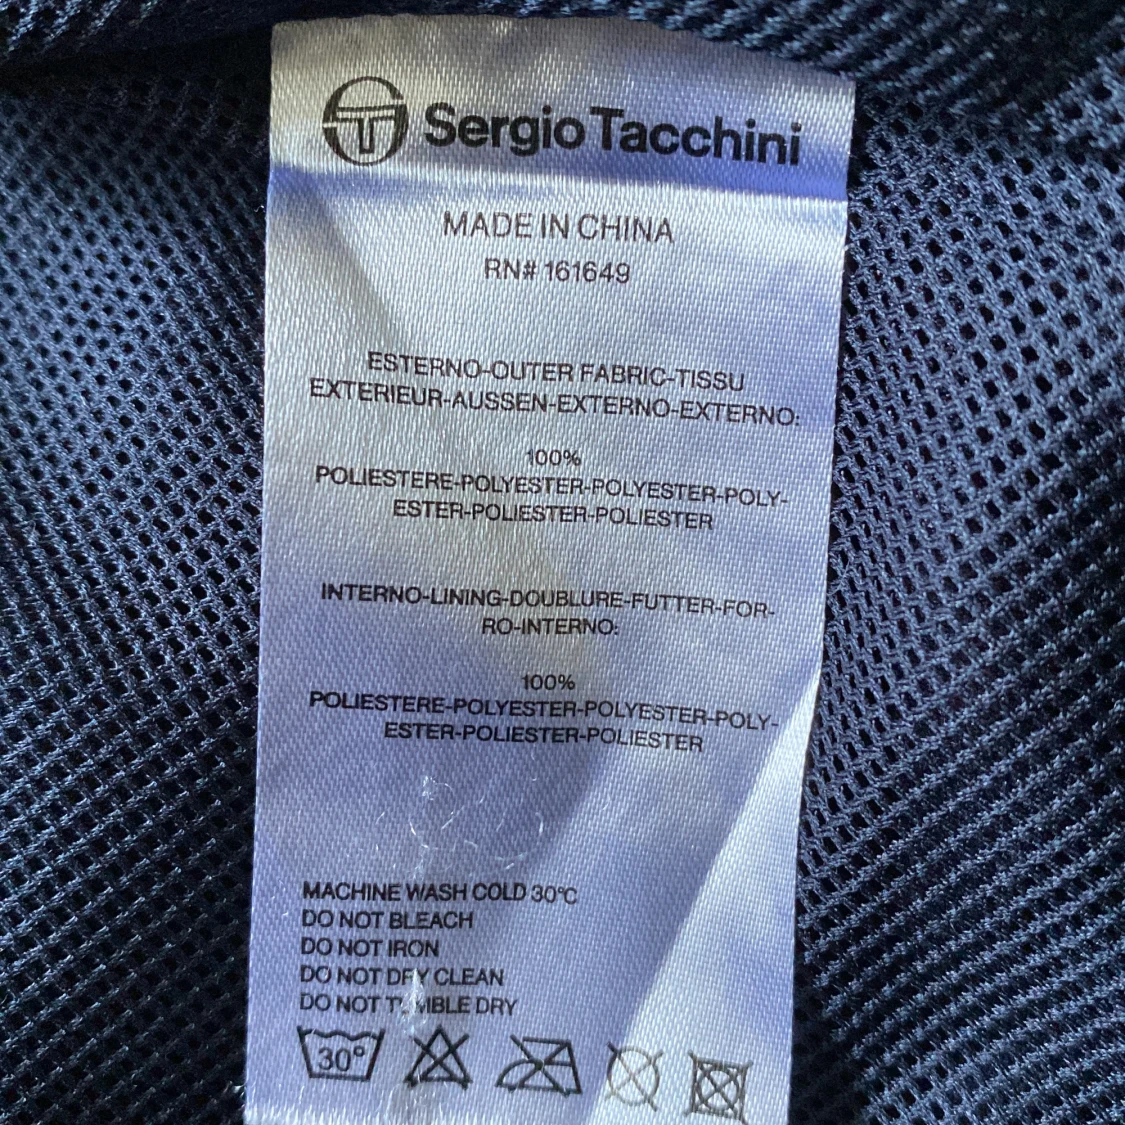 Sergio Tacchini
MADE IN CHINA
RN# 161649
ESTERNO-OUTER FABRIC-TISSU
EXTERIEUR-AUSSEN-EXTERNO-EXTERNO:
100%
POLIESTERE-POLYESTER-POLYESTER-POLY-
ESTER-POLIESTER-POLIESTER
INTERNO-LINING-DOUBLURE-FUTTER-FOR-
RO-INTERNO:
100%
POLIESTERE-POLYESTER-POLYESTER-POLY-
ESTER-POLIESTER-POLIESTER
MACHINE WASH COLD 30°C
DO NOT BLEACH
DO NOT IRON
DO NOT DRY CLEAN
DO NOT TUMBLE DRY
30°